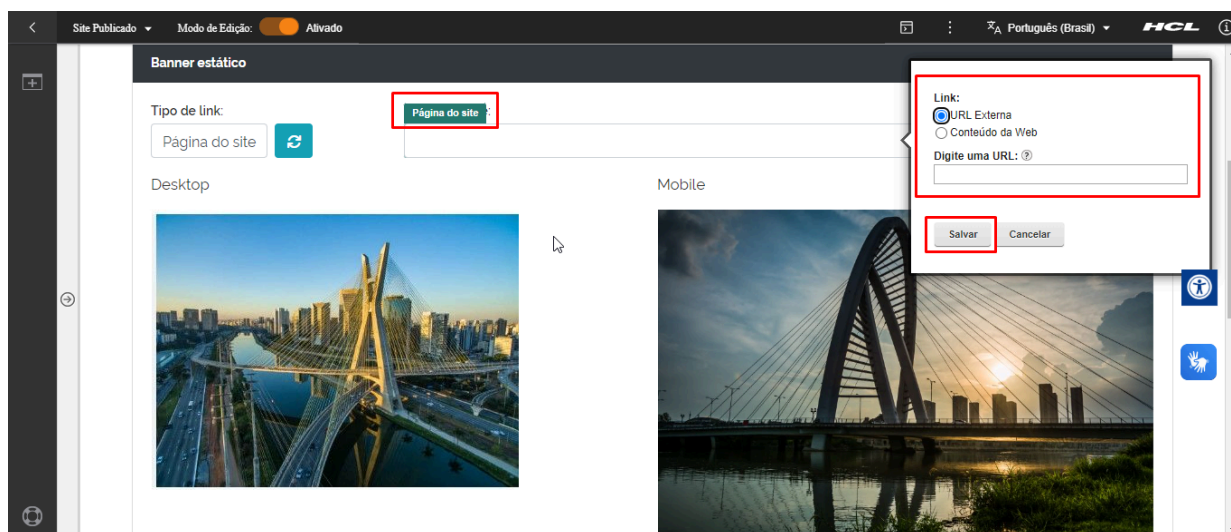 Site Publicado
Modo de Edição:
Ativado
Português (Brasil)
HCL
Banner estático
Tipo de link:
Página do site
Página do site
Link:
URL Externa
Conteúdo da Web
Digite uma URL:
Salvar
Cancelar
Desktop
Mobile